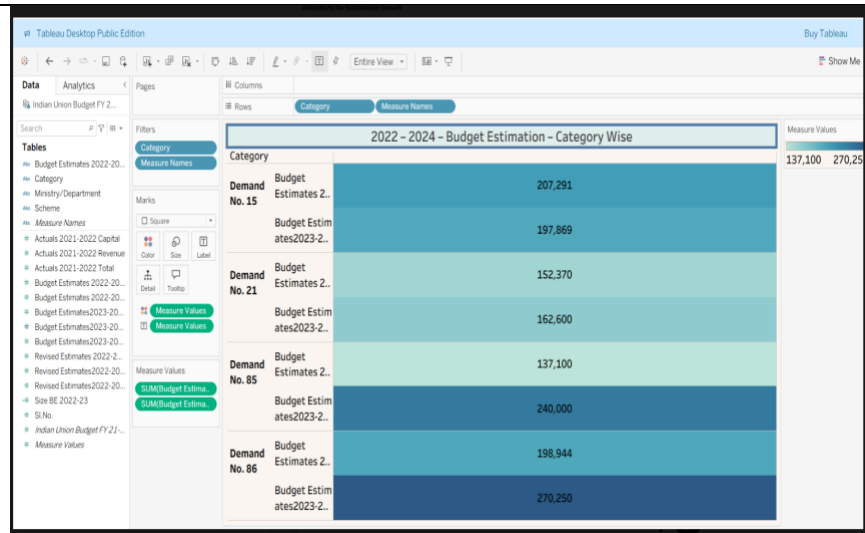 Tableau Desktop Public Edition
Buy Tableau
Entire View
Show Me
Data
Analytics
Pages
Columns
Indian Union Budget FY 2...
Rows
Category
Measure Names
Search
Filters
Category
Measure Names
2022 – 2024 – Budget Estimation – Category Wise
Measure Values
137,100
270,25
Tables
Abc Budget Estimates 2022-20...
Abc Category
Abc Ministry/Department
Abc Scheme
Abc Measure Names
# Actuals 2021-2022 Capital
# Actuals 2021-2022 Revenue
# Actuals 2021-2022 Total
# Budget Estimates 2022-20...
# Budget Estimates 2022-20...
# Budget Estimates2023-20...
# Budget Estimates2023-20...
# Budget Estimates2023-20...
# Revised Estimates 2022-2...
# Revised Estimates2022-20...
# Revised Estimates2022-20...
Size BE 2022-23
# Sl.No.
# Indian Union Budget FY 21-...
# Measure Values
Marks
Square
Color
Size
Label
Detail
Tooltip
Measure Values
Measure Values
Measure Values
SUM(Budget Estima..
SUM(Budget Estima..
Category
Demand
No. 15
Budget
Estimates 2..
207,291
Budget Estim
ates2023-2..
197,869
Demand
No. 21
Budget
Estimates 2..
152,370
Budget Estim
ates2023-2..
162,600
Demand
No. 85
Budget
Estimates 2..
137,100
Budget Estim
ates2023-2..
240,000
Demand
No. 86
Budget
Estimates 2..
198,944
Budget Estim
ates2023-2..
270,250